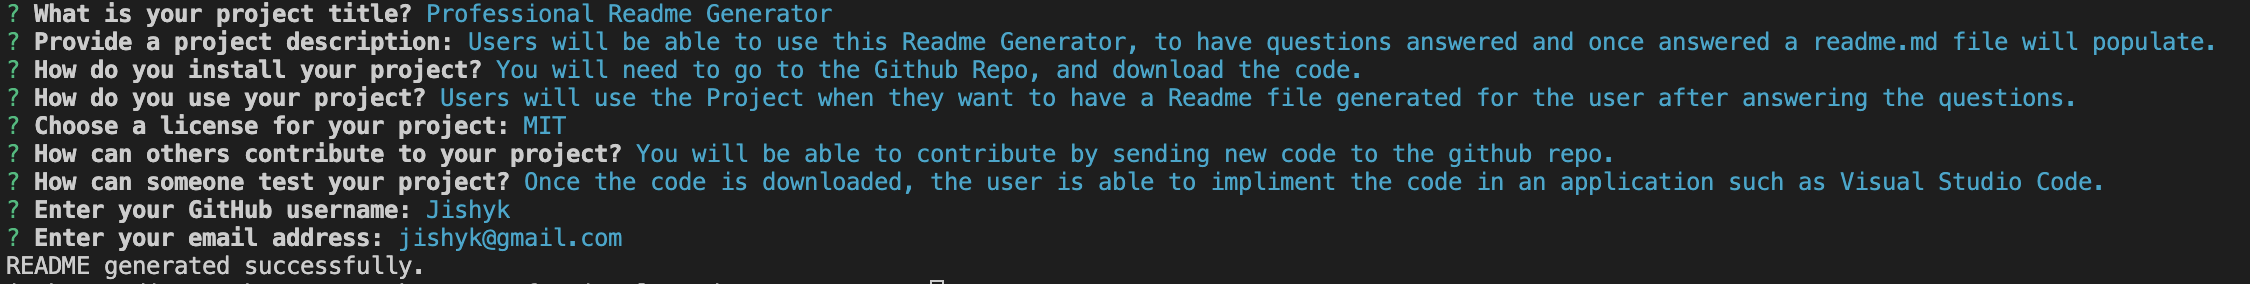 ? What is your project title? Professional Readme Generator
? Provide a project description: Users will be able to use this Readme Generator, to have questions answered and once answered a readme.md file will populate.
? How do you install your project? You will need to go to the Github Repo, and download the code.
? How do you use your project? Users will use the Project when they want to have a Readme file generated for the user after answering the questions.
? Choose a license for your project: MIT
? How can others contribute to your project? You will be able to contribute by sending new code to the github repo.
? How can someone test your project? Once the code is downloaded, the user is able to impliment the code in an application such as Visual Studio Code.
? Enter your GitHub username: Jishyk
? Enter your email address: jishyk@gmail.com
README generated successfully.